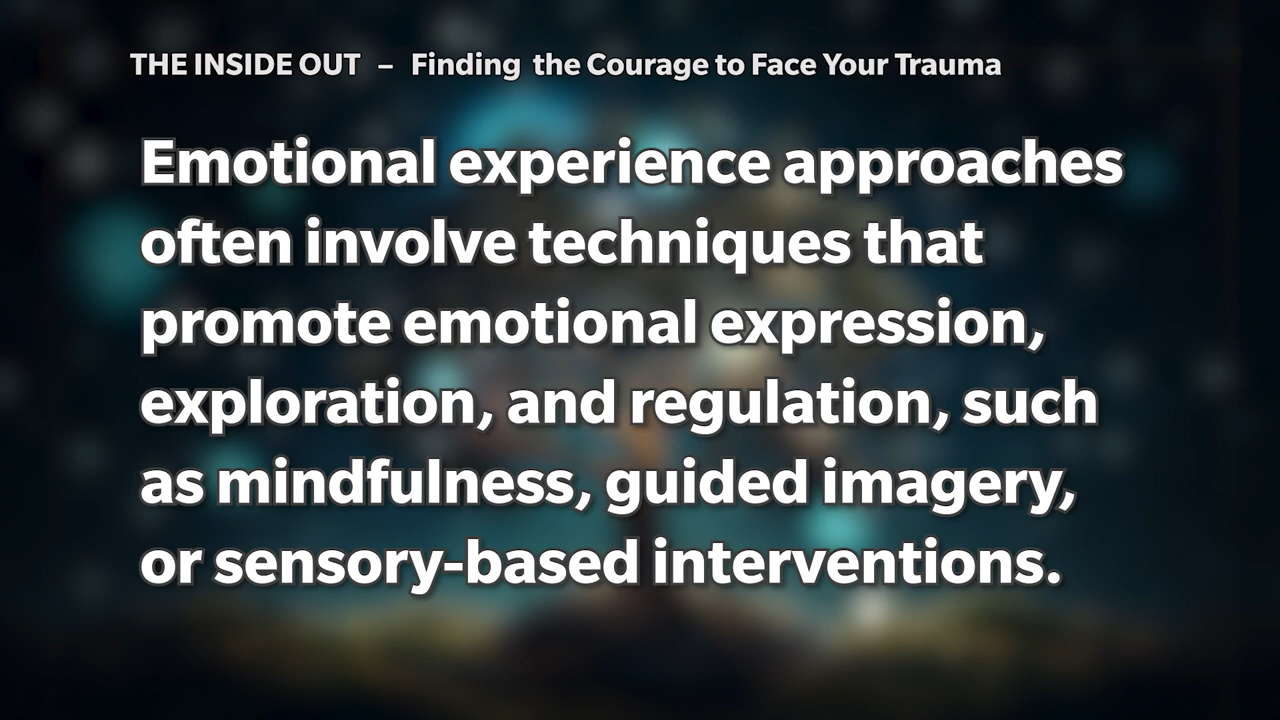 THE INSIDE OUT – Finding the Courage to Face Your Trauma
Emotional experience approaches
often involve techniques that
promote emotional expression,
exploration, and regulation, such
as mindfulness, guided imagery,
or sensory-based interventions.